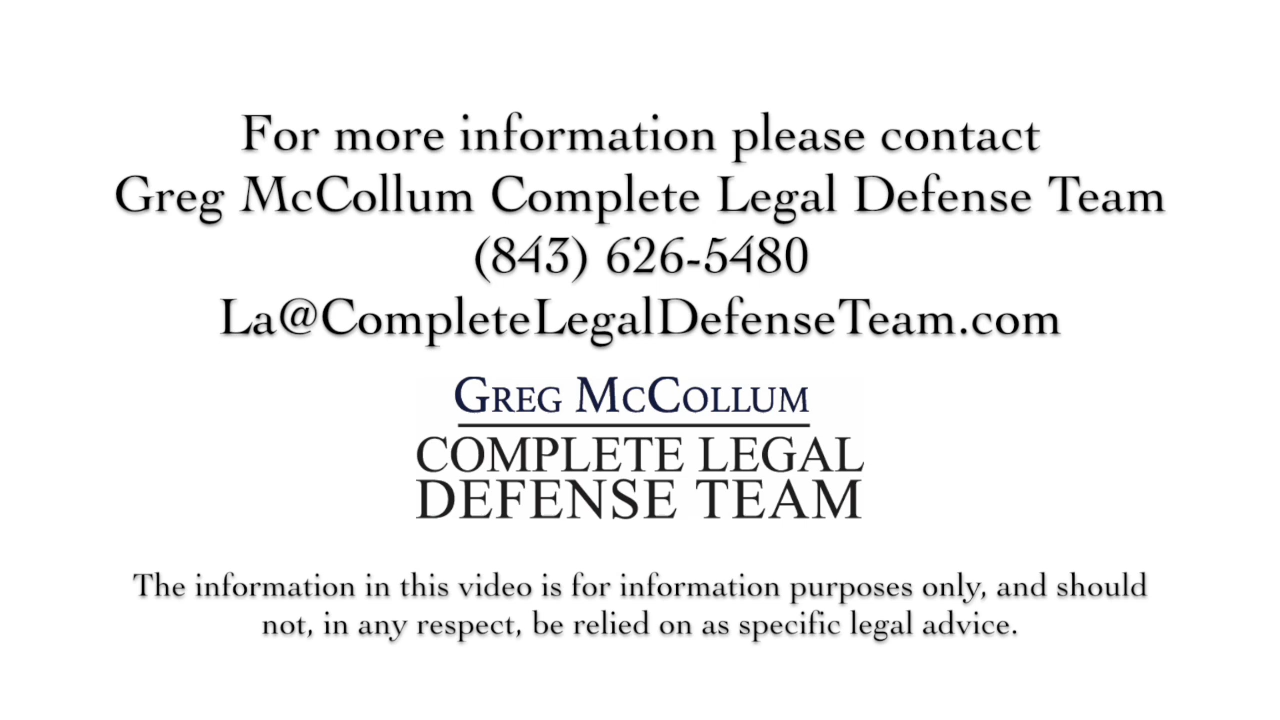 For more information please contact
Greg McCollum Complete Legal Defense Team
(843) 626-5480
La@CompleteLegalDefenseTeam.com
GREG MCCOLLUM
COMPLETE LEGAL
DEFENSE TEAM
The information in this video is for information purposes only, and should
not, in any respect, be relied on as specific legal advice.